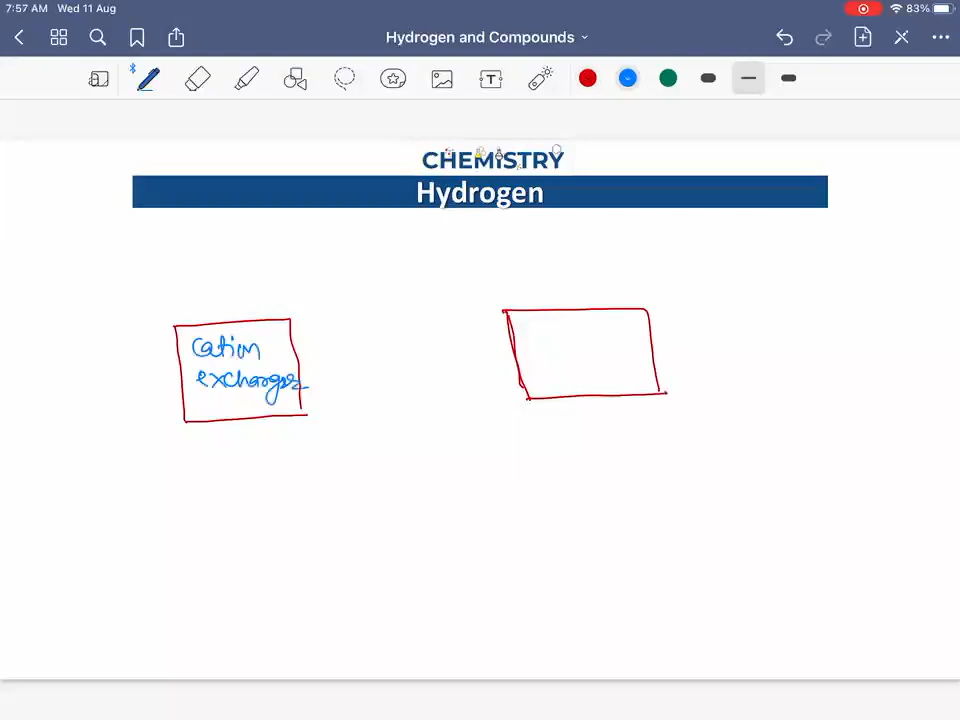 7:57 AM Wed 11 Aug
83%
Hydrogen and Compounds
T
CHEMISTRY
Hydrogen
Cation
exchanger